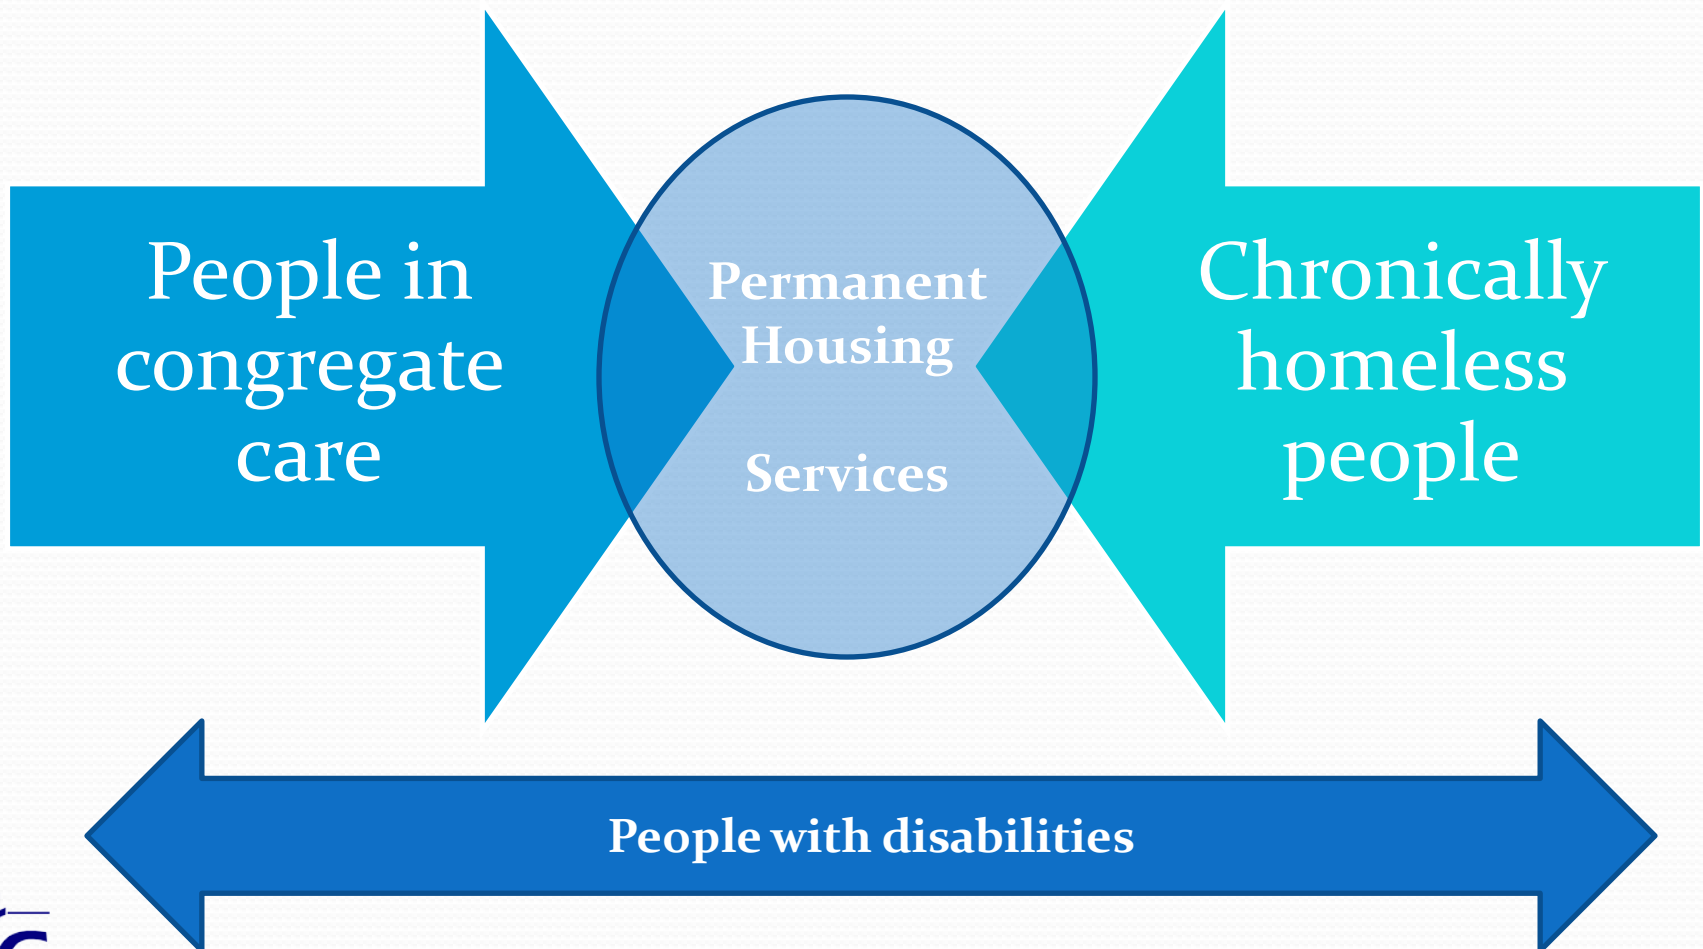 People in
congregate
care
Permanent
Housing
Services
Chronically
homeless
people
People with disabilities